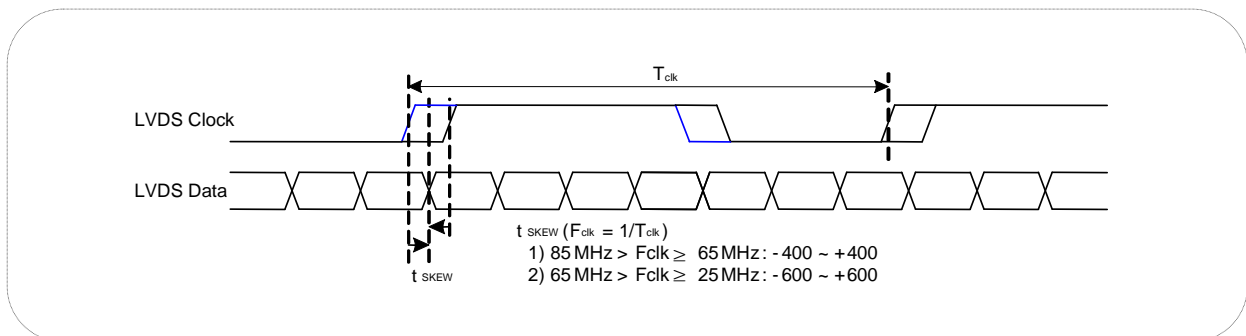 Tclk
LVDS Clock
LVDS Data
t SKEW (Fclk = 1/Tclk)
1) 85 MHz > Fclk ≥ 65 MHz : -400 ~ +400
2) 65 MHz > Fclk ≥ 25 MHz : -600 ~ +600
t SKEW